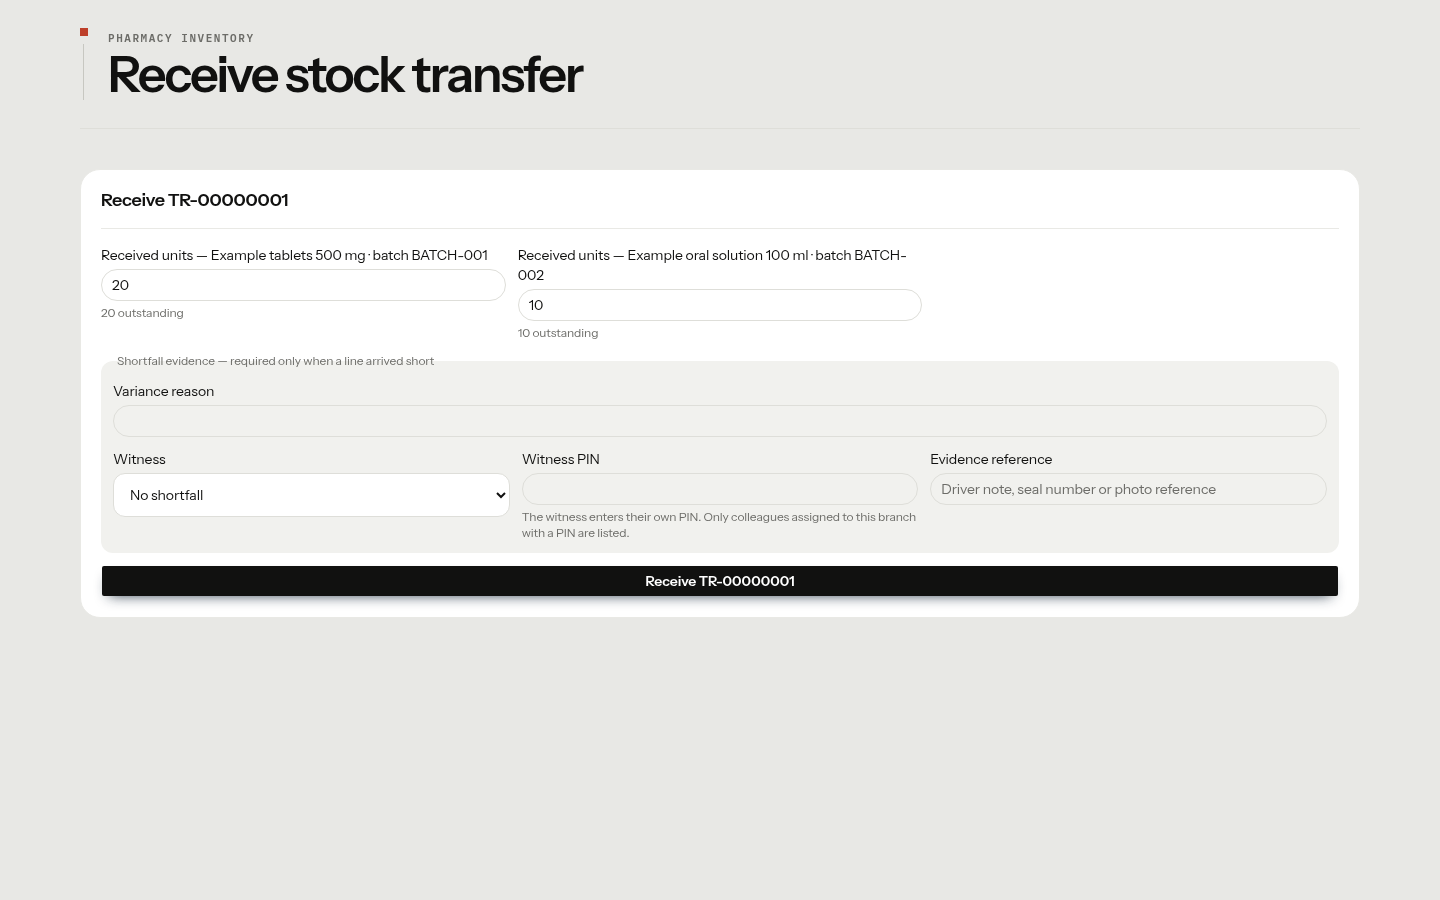 PHARMACY INVENTORY
Receive stock transfer
Receive TR-00000001
Received units — Example tablets 500 mg · batch BATCH-001
20
20 outstanding
Received units — Example oral solution 100 ml · batch BATCH-
002
10
10 outstanding
Shortfall evidence — required only when a line arrived short
Variance reason
Witness
No shortfall
Witness PIN
The witness enters their own PIN. Only colleagues assigned to this branch
with a PIN are listed.
Evidence reference
Driver note, seal number or photo reference
Receive TR-00000001